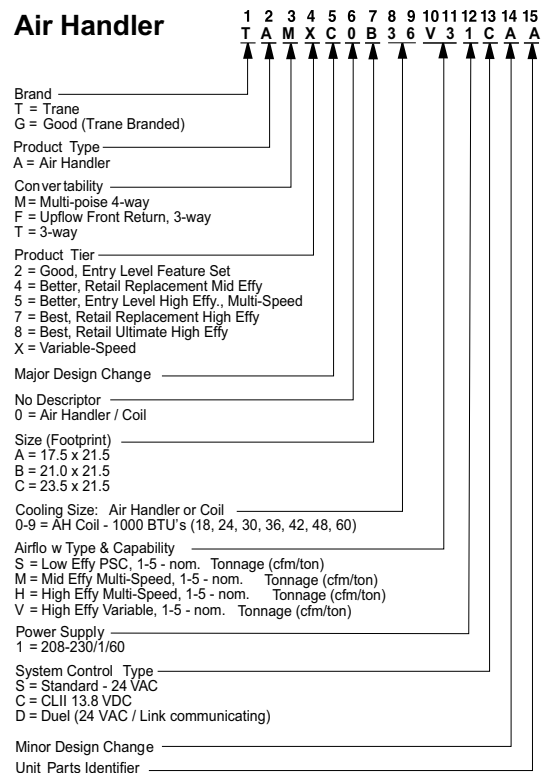 Air Handler
1 2 3 4 5 6 7 8 9 10 11 12 13 14 15
T A M X C 0 B 3 6 V 3 1 C A A
Brand
T = Trane
G = Good (Trane Branded)
Product Type
A = Air Handler
Convertability
M = Multi-poise 4-way
F = Upflow Front Return, 3-way
T = 3-way
Product Tier
2 = Good, Entry Level Feature Set
4 = Better, Retail Replacement Mid Effy
5 = Better, Entry Level High Effy., Multi-Speed
7 = Best, Retail Replacement High Effy
8 = Best, Retail Ultimate High Effy
X = Variable-Speed
Major Design Change
No Descriptor
0 = Air Handler / Coil
Size (Footprint)
A = 17.5 x 21.5
B = 21.0 x 21.5
C = 23.5 x 21.5
Cooling Size: Air Handler or Coil
0-9 = AH Coil - 1000 BTU's (18, 24, 30, 36, 42, 48, 60)
Airflo w Type & Capability
S = Low Effy PSC, 1-5 - nom. Tonnage (cfm/ton)
M = Mid Effy Multi-Speed, 1-5 - nom. Tonnage (cfm/ton)
H = High Effy Multi-Speed, 1-5 - nom. Tonnage (cfm/ton)
V = High Effy Variable, 1-5 - nom. Tonnage (cfm/ton)
Power Supply
1 = 208-230/1/60
System Control Type
S = Standard - 24 VAC
C = CLII 13.8 VDC
D = Duel (24 VAC / Link communicating)
Minor Design Change
Unit Parts Identifier